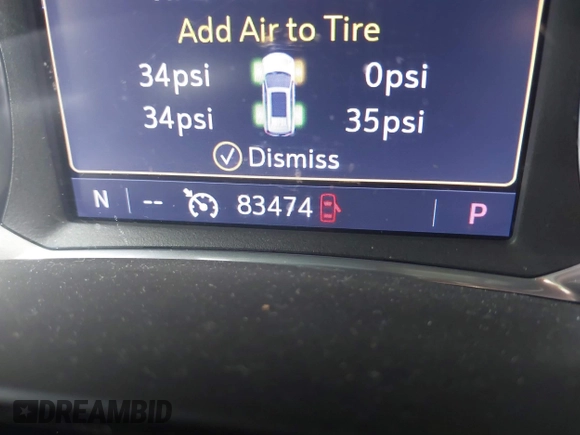 Add Air to Tire
34psi 0psi
34psi 35psi
Dismiss
N -- 83474 P
DREAMBID